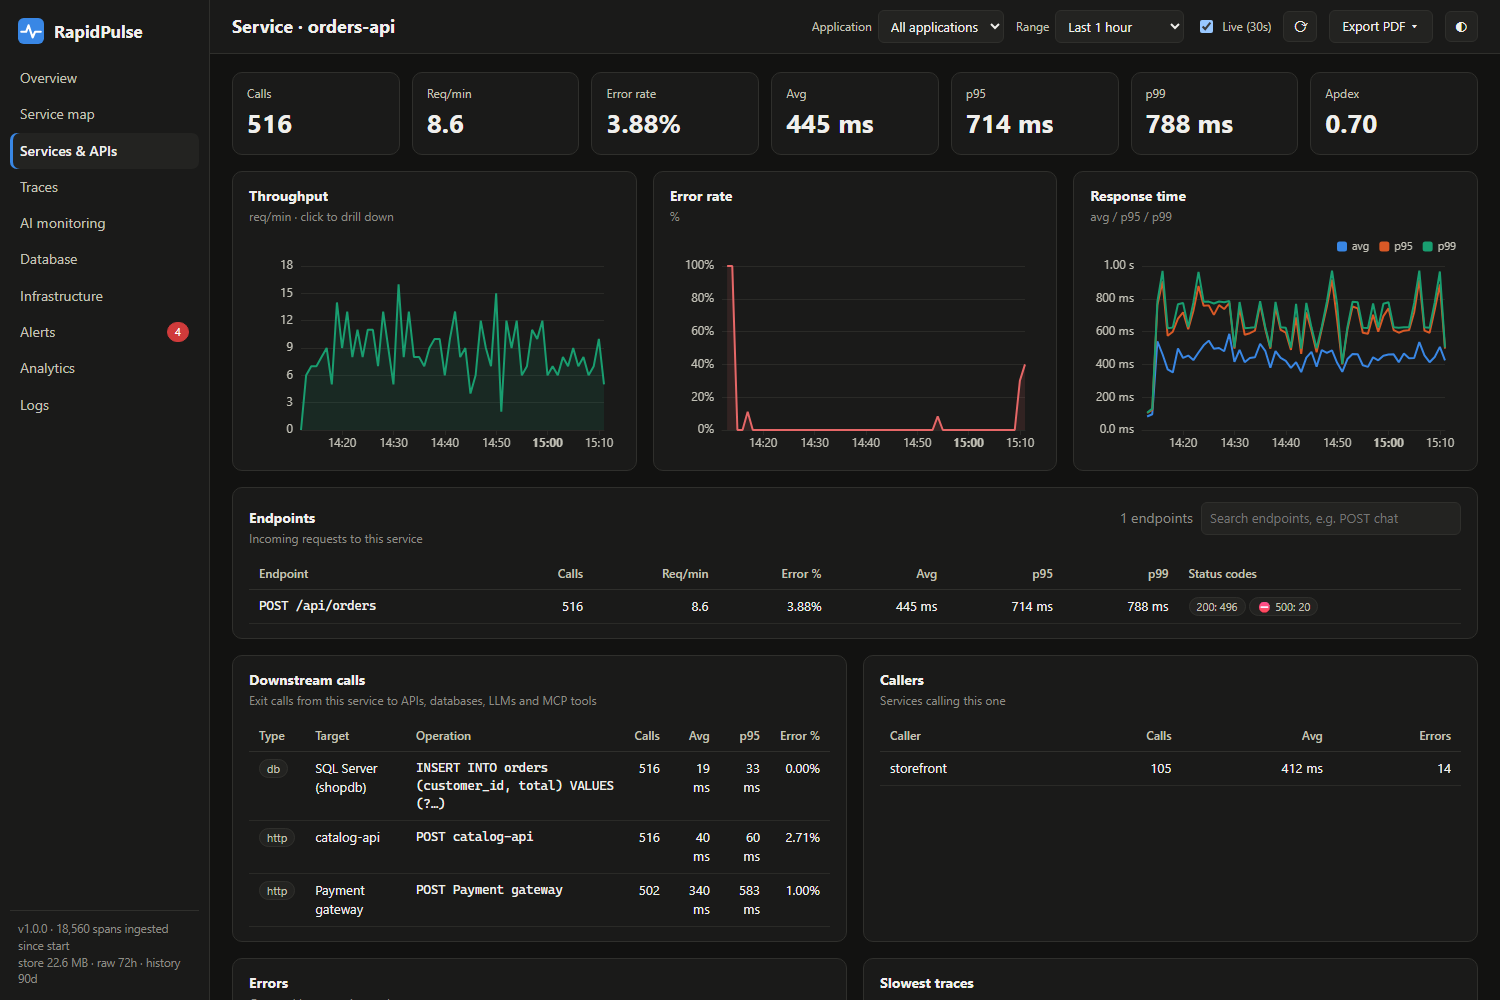 RapidPulse
Overview
Service map
Services & APIs
Traces
AI monitoring
Database
Infrastructure
Alerts 4
Analytics
Logs
v1.0.0 · 18,560 spans ingested
since start
store 22.6 MB · raw 72h · history
90d
Service · orders-api
Application All applications Range Last 1 hour Live (30s) Export PDF
Calls
516
Req/min
8.6
Error rate
3.88%
Avg
445 ms
p95
714 ms
p99
788 ms
Apdex
0.70
Throughput
req/min · click to drill down
18
15
12
9
6
3
0
14:20 14:30 14:40 14:50 15:00 15:10
Error rate
%
100%
80%
60%
40%
20%
0%
14:20 14:30 14:40 14:50 15:00 15:10
Response time
avg / p95 / p99
avg p95 p99
1.00 s
800 ms
600 ms
400 ms
200 ms
0.0 ms
14:20 14:30 14:40 14:50 15:00 15:10
Endpoints
Incoming requests to this service
1 endpoints Search endpoints, e.g. POST chat
Endpoint Calls Req/min Error % Avg p95 p99 Status codes
POST /api/orders 516 8.6 3.88% 445 ms 714 ms 788 ms 200: 496 500: 20
Downstream calls
Exit calls from this service to APIs, databases, LLMs and MCP tools
Type Target Operation Calls Avg p95 Error %
db SQL Server INSERT INTO orders 516 19 33 0.00%
(shopdb) (customer_id, total) VALUES ms ms
(?…)
http catalog-api POST catalog-api 516 40 60 2.71%
ms ms
http Payment POST Payment gateway 502 340 583 1.00%
gateway ms ms
Callers
Services calling this one
Caller Calls Avg Errors
storefront 105 412 ms 14
Errors
Slowest traces